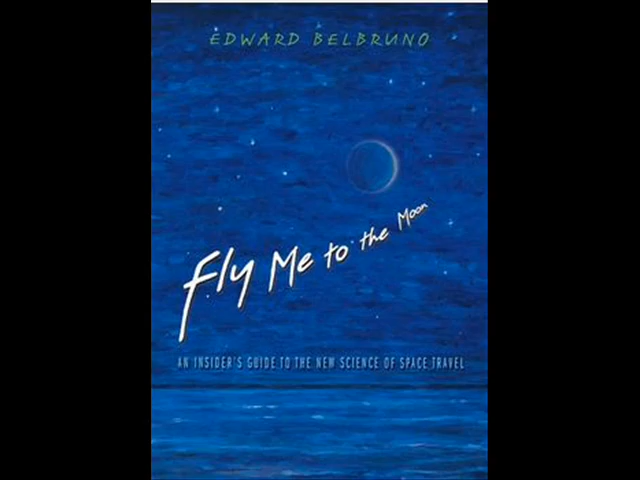 EDWARD BELBRUNO
Fly Me to the Moon
AN INSIDER'S GUIDE TO THE NEW SCIENCE OF SPACE TRAVEL